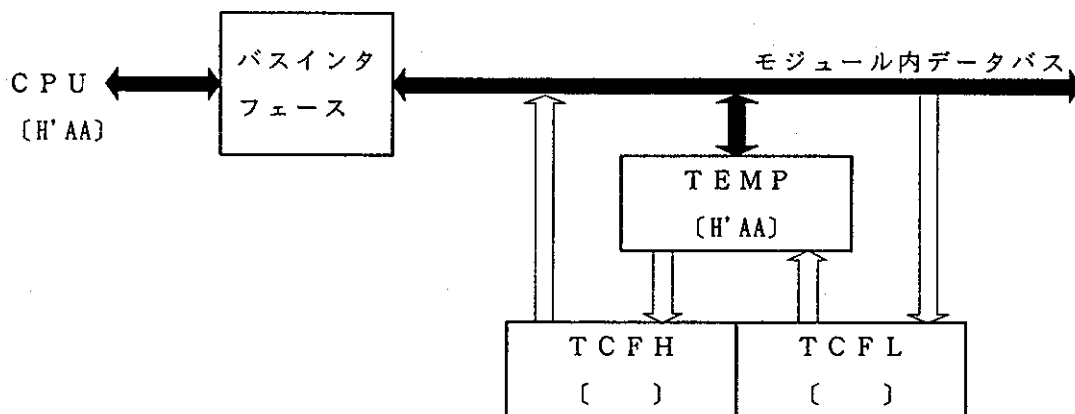 バスインタ
フェース
モジュール内データバス
CPU
〔H'AA〕
TEMP
〔H'AA〕
TCFH
〔 〕
TCFL
〔 〕